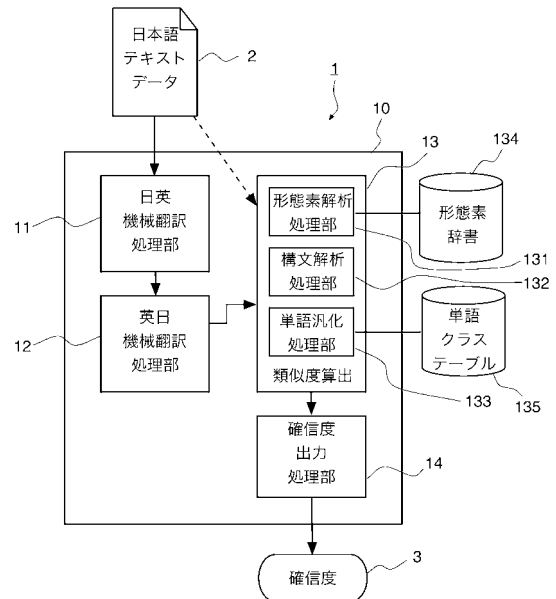 日本語
テキスト
データ
2
1
10
13
134
日英
機械翻訳
処理部
11
形態素解析
処理部
形態素
辞書
131
構文解析
処理部
132
英日
機械翻訳
処理部
12
単語汎化
処理部
単語
クラス
テーブル
133
135
類似度算出
確信度
出力
処理部
14
確信度
3